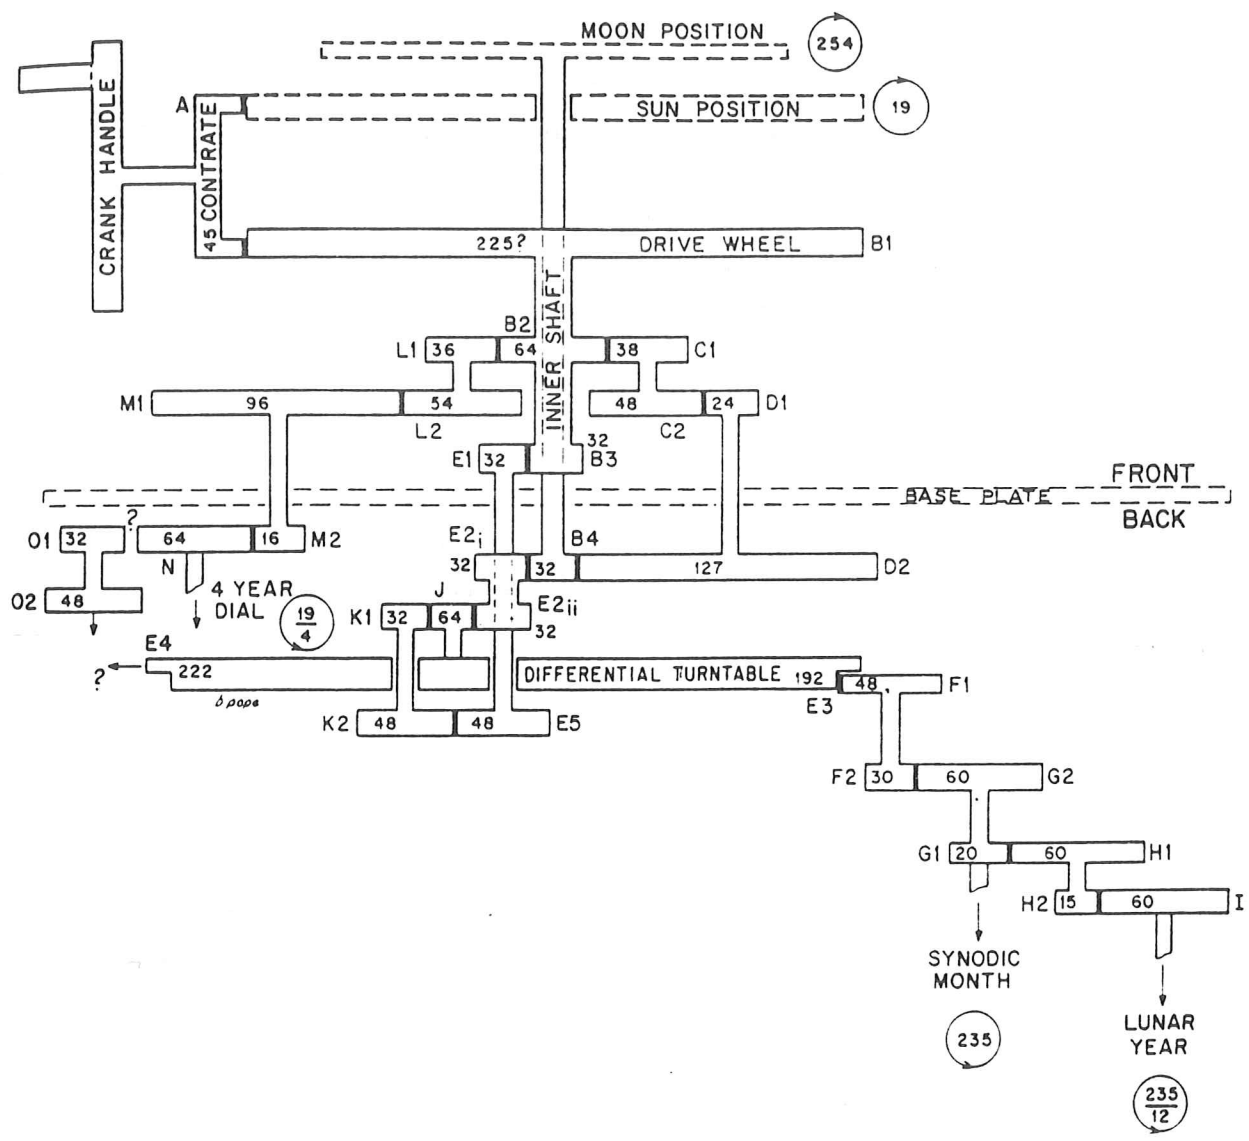 MOON POSITION
254
A
SUN POSITION
19
CRANK HANDLE
45 CONTRATE
225?
DRIVE WHEEL
B1
INNER SHAFT
B2
L1
36
64
38
C1
M1
96
54
48
24
D1
L2
C2
32
E1
32
B3
FRONT
BASE PLATE
BACK
?
O1
32
64
16
M2
N
E2i
B4
32
32
127
D2
O2
48
4 YEAR
DIAL
19
4
J
K1
32
64
E2ii
32
E4
?
222
DIFFERENTIAL TURNTABLE
192
48
F1
E3
K2
48
48
E5
F2
30
60
G2
G1
20
60
H1
H2
15
60
I
SYNODIC
MONTH
235
LUNAR
YEAR
235
12